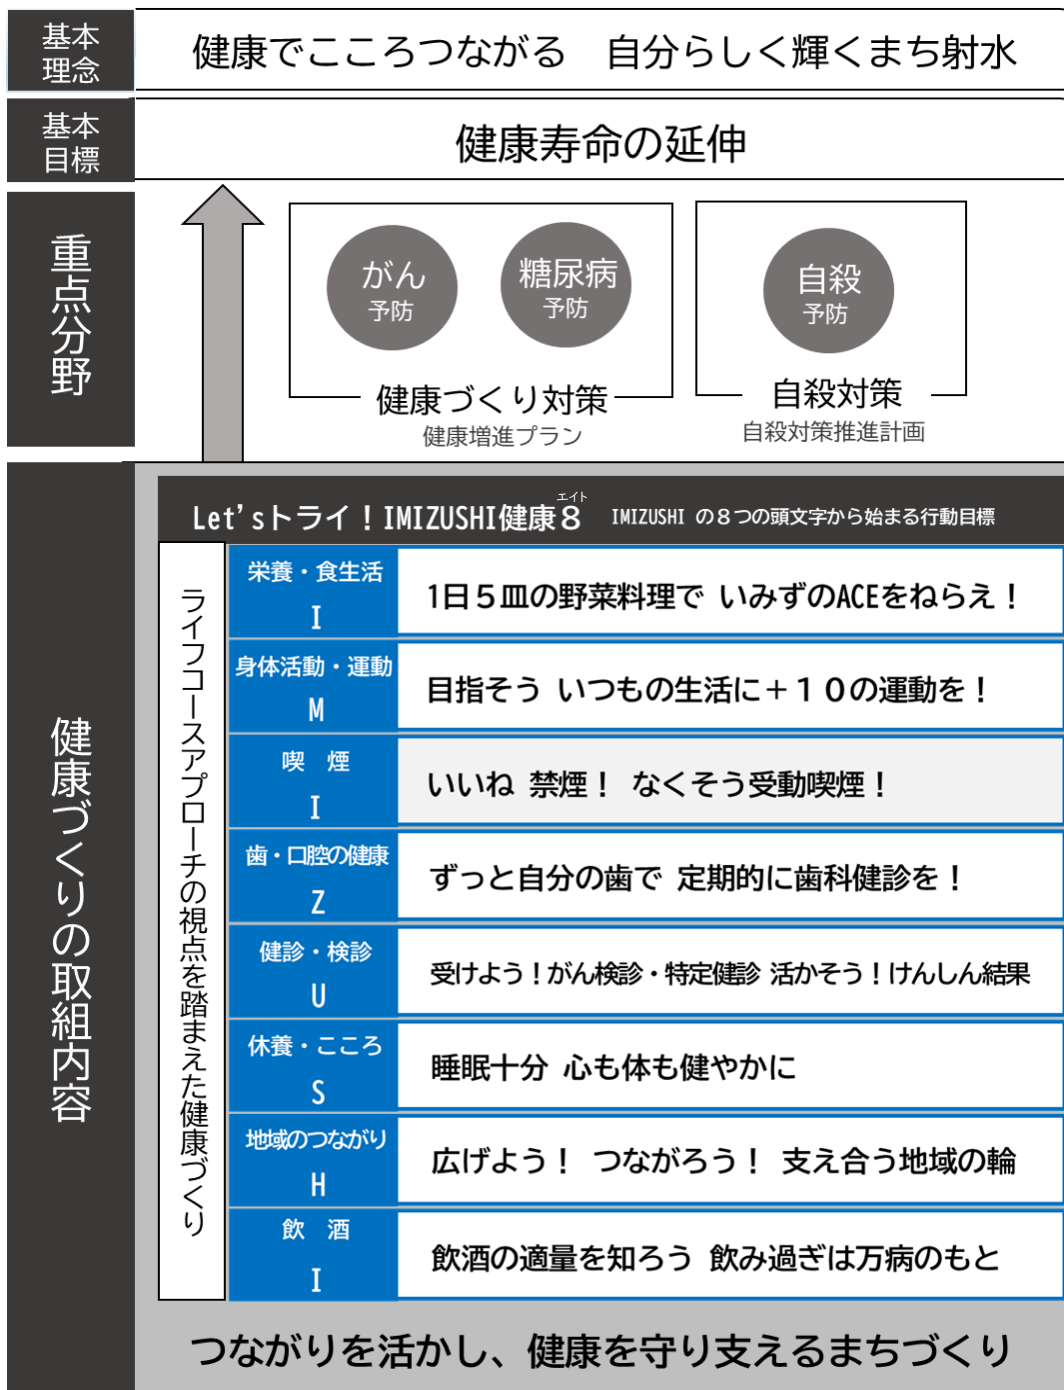 基本
理念
健康でこころつながる　自分らしく輝くまち射水
基本
目標
健康寿命の延伸
重点分野
がん
予防
糖尿病
予防
健康づくり対策
健康増進プラン
自殺
予防
自殺対策
自殺対策推進計画
健康づくりの取組内容
エイト
Let'sトライ！IMIZUSHI健康８　IMIZUSHI の８つの頭文字から始まる行動目標
ライフコースアプローチの視点を踏まえた健康づくり
栄養・食生活
I
1日５皿の野菜料理で いみずのACEをねらえ！
身体活動・運動
M
目指そう いつもの生活に＋１０の運動を！
喫　煙
I
いいね 禁煙！ なくそう受動喫煙！
歯・口腔の健康
Z
ずっと自分の歯で 定期的に歯科健診を！
健診・検診
U
受けよう！がん検診・特定健診 活かそう！けんしん結果
休養・こころ
S
睡眠十分 心も体も健やかに
地域のつながり
H
広げよう！ つながろう！ 支え合う地域の輪
飲　酒
I
飲酒の適量を知ろう 飲み過ぎは万病のもと
つながりを活かし、健康を守り支えるまちづくり